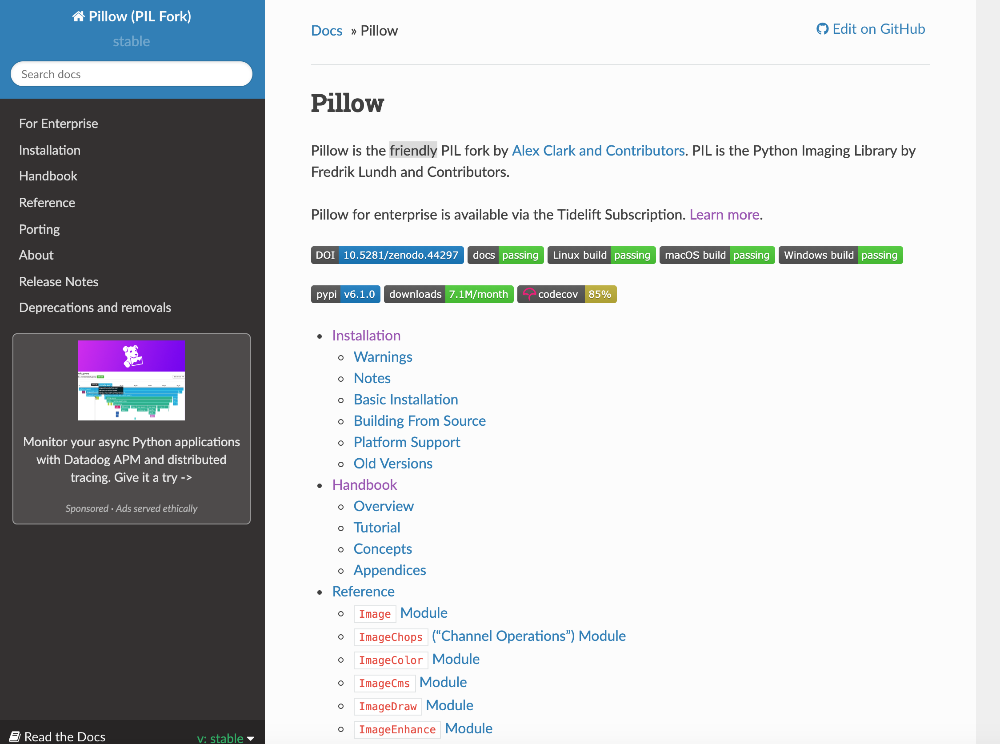 Pillow (PIL Fork)
stable
Search docs
For Enterprise
Installation
Handbook
Reference
Porting
About
Release Notes
Deprecations and removals
Monitor your async Python applications
with Datadog APM and distributed
tracing. Give it a try ->
Sponsored · Ads served ethically
Read the Docs
v: stable
Docs » Pillow
Edit on GitHub
Pillow
Pillow is the friendly PIL fork by Alex Clark and Contributors. PIL is the Python Imaging Library by
Fredrik Lundh and Contributors.
Pillow for enterprise is available via the Tidelift Subscription. Learn more.
DOI 10.5281/zenodo.44297 docs passing Linux build passing macOS build passing Windows build passing
pypi v6.1.0 downloads 7.1M/month codecov 85%
Installation
Warnings
Notes
Basic Installation
Building From Source
Platform Support
Old Versions
Handbook
Overview
Tutorial
Concepts
Appendices
Reference
Image Module
ImageChops (“Channel Operations”) Module
ImageColor Module
ImageCms Module
ImageDraw Module
ImageEnhance Module